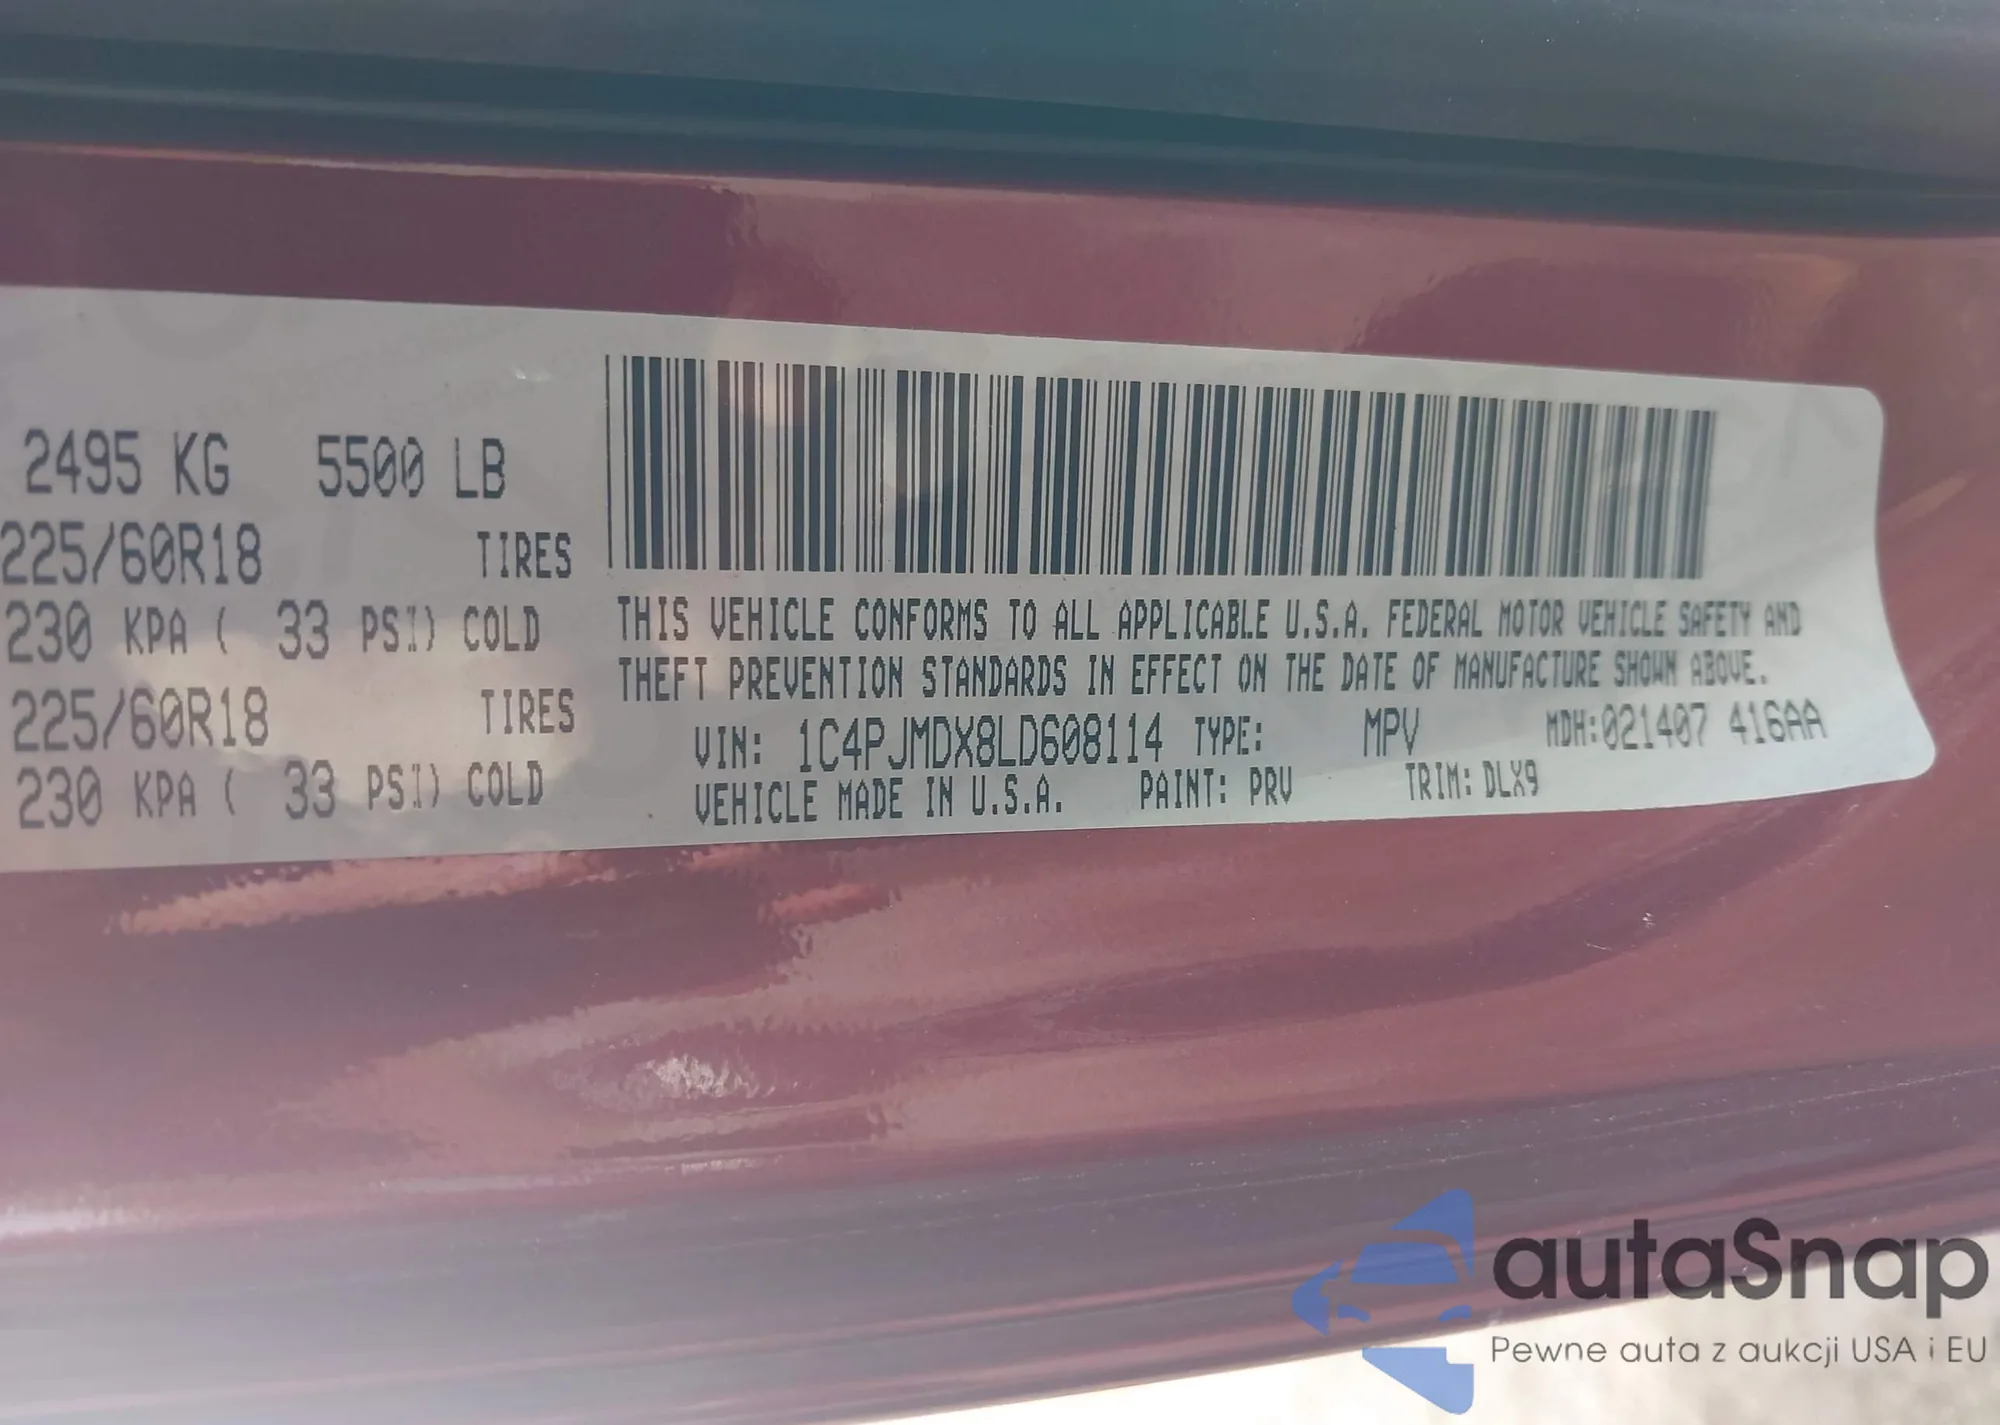 2495 KG 5500 LB
225/60R18 TIRES
230 KPA ( 33 PSI) COLD
225/60R18 TIRES
230 KPA ( 33 PSI) COLD
THIS VEHICLE CONFORMS TO ALL APPLICABLE U.S.A. FEDERAL MOTOR VEHICLE SAFETY AND
THEFT PREVENTION STANDARDS IN EFFECT ON THE DATE OF MANUFACTURE SHOWN ABOVE.
VIN: 1C4PJMDX8LD608114 TYPE: MPV MDH:021407 416AA
VEHICLE MADE IN U.S.A. PAINT: PRV TRIM: DLX9
autaSnap
Pewne auta z aukcji USA i EU